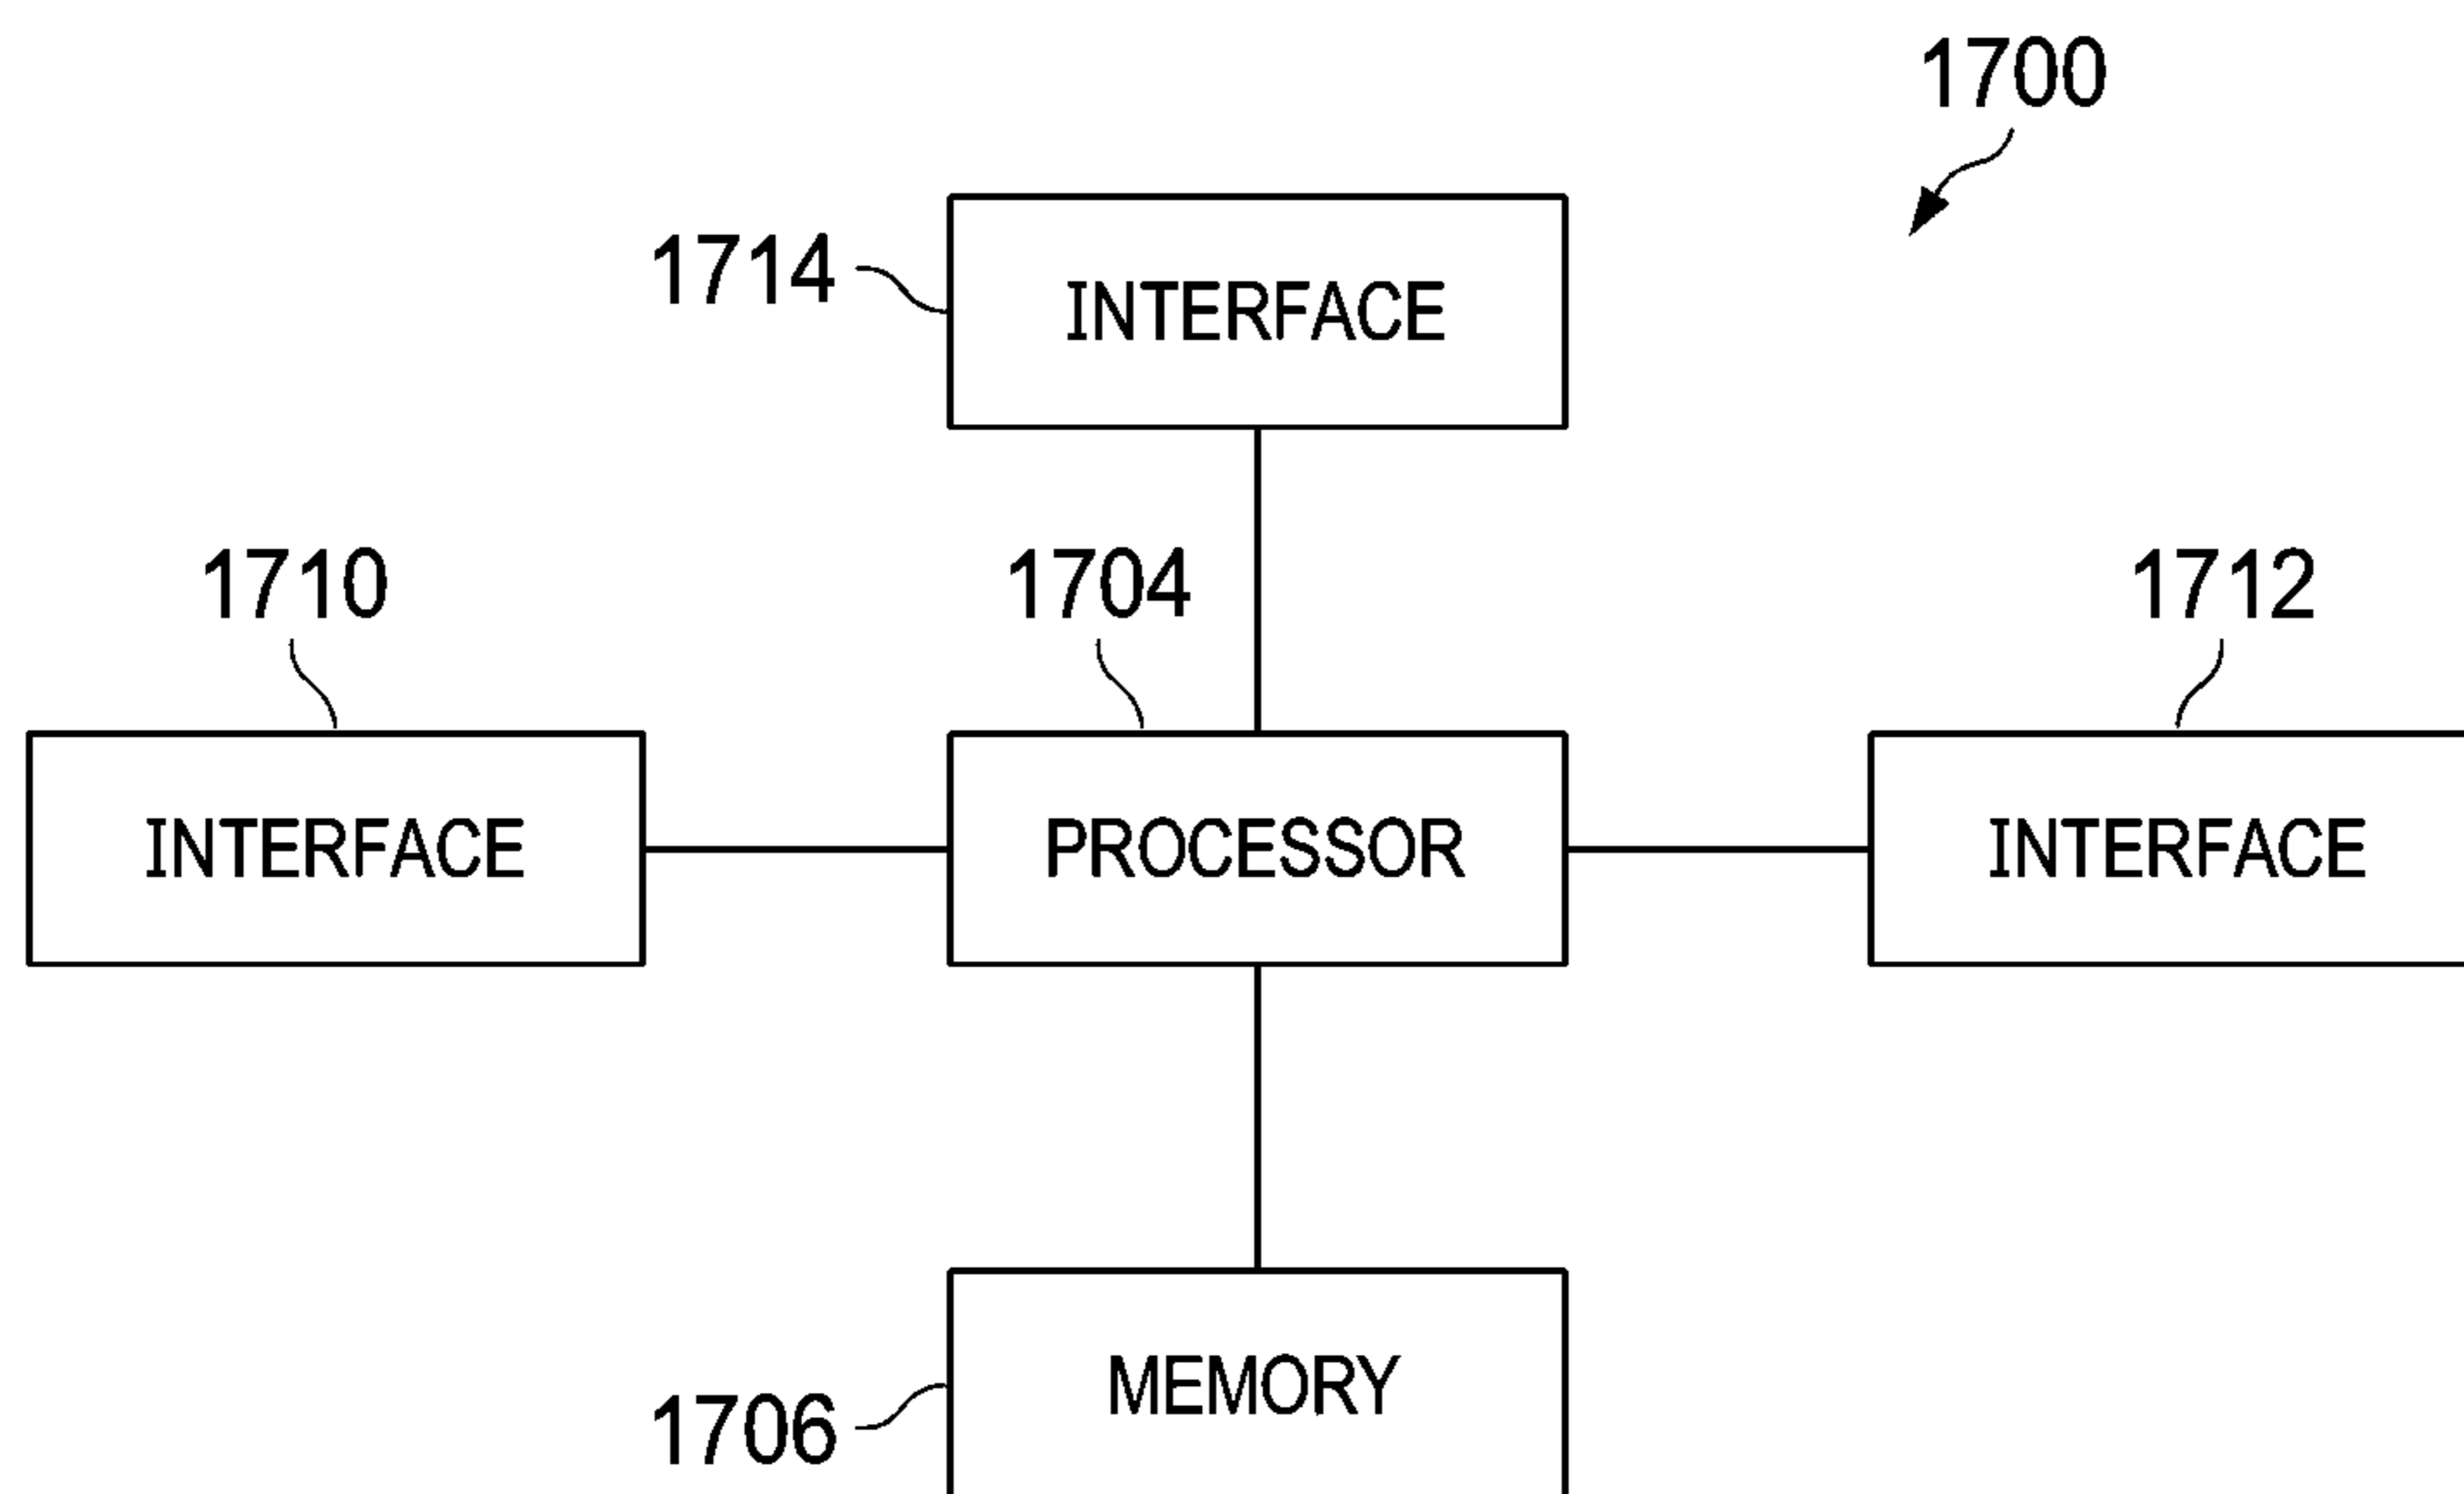 1700
1714
INTERFACE
1710
1704
1712
INTERFACE
PROCESSOR
INTERFACE
MEMORY
1706